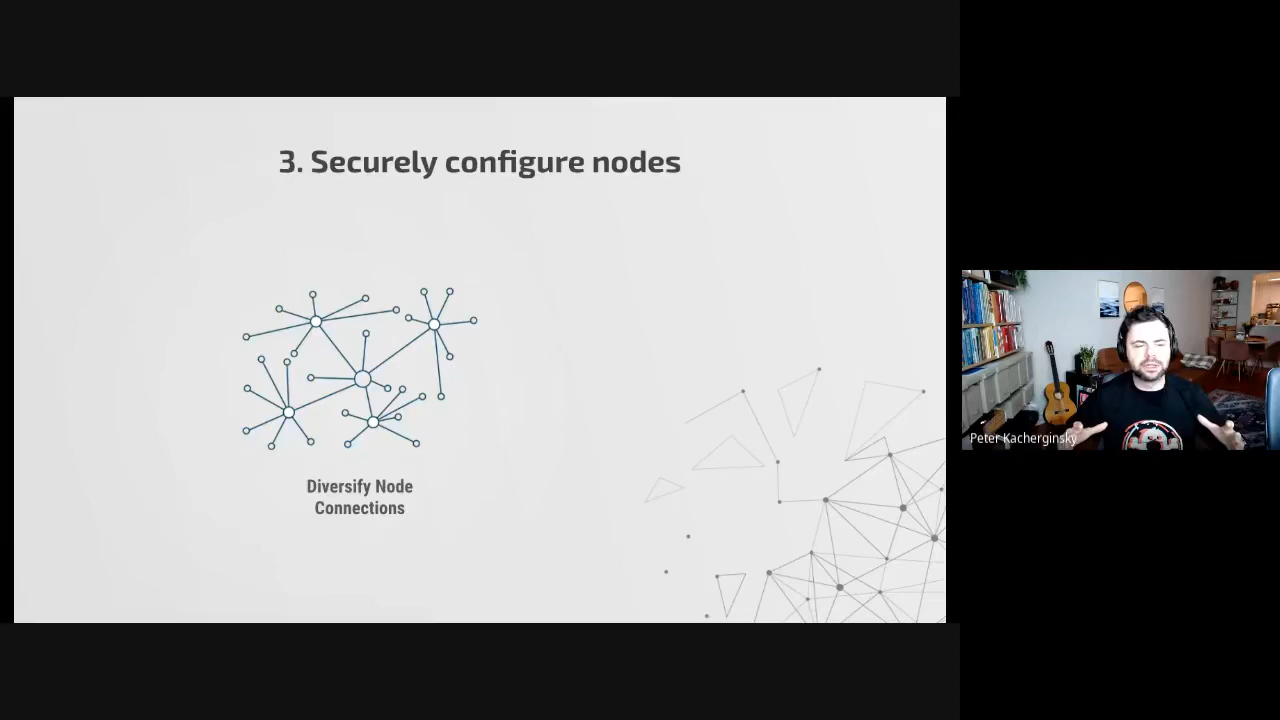 3. Securely configure nodes
Diversify Node
Connections
Peter Kacherginsky